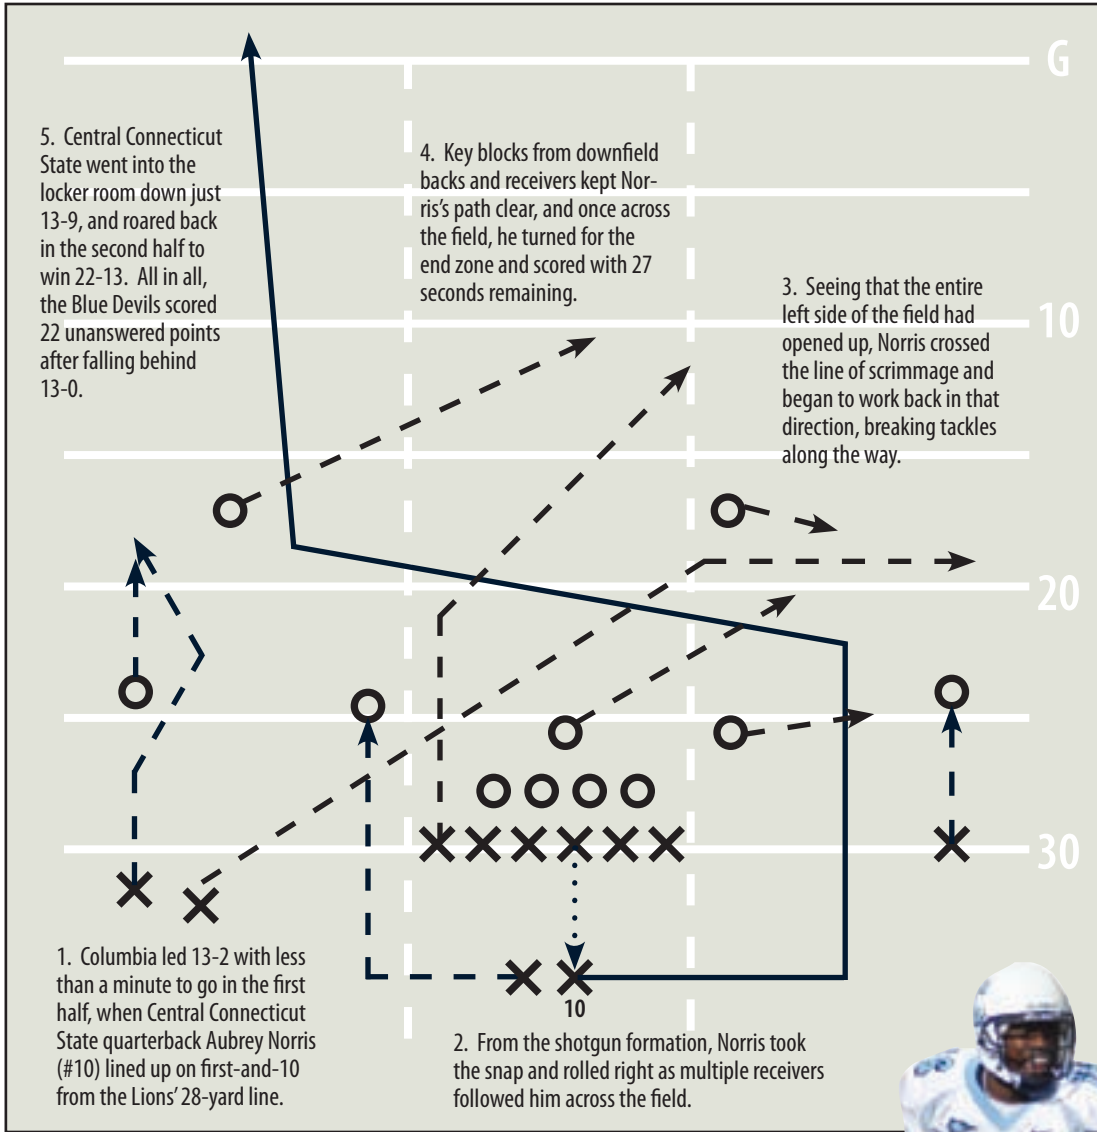 G
5. Central Connecticut
State went into the
locker room down just
13-9, and roared back
in the second half to
win 22-13. All in all,
the Blue Devils scored
22 unanswered points
after falling behind
13-0.
4. Key blocks from downfield
backs and receivers kept Nor-
ris's path clear, and once across
the field, he turned for the
end zone and scored with 27
seconds remaining.
3. Seeing that the entire
left side of the field had
opened up, Norris crossed
the line of scrimmage and
began to work back in that
direction, breaking tackles
along the way.
10
20
30
1. Columbia led 13-2 with less
than a minute to go in the first
half, when Central Connecticut
State quarterback Aubrey Norris
(#10) lined up on first-and-10
from the Lions' 28-yard line.
10
2. From the shotgun formation, Norris took
the snap and rolled right as multiple receivers
followed him across the field.